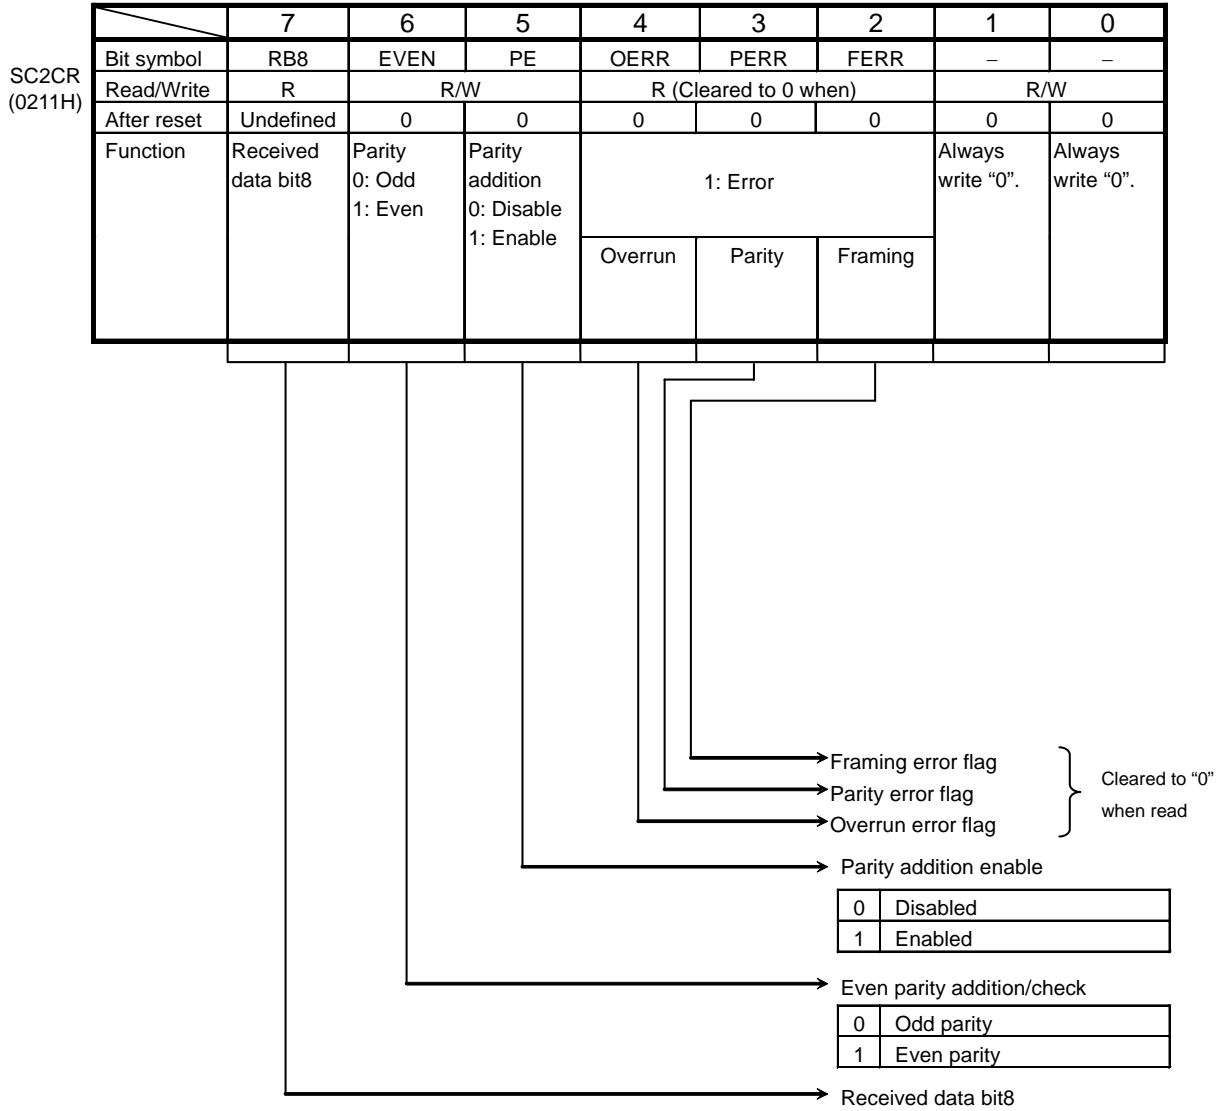 7 6 5 4 3 2 1 0
SC2CR
(0211H)
Bit symbol RB8 EVEN PE OERR PERR FERR − −
Read/Write R R/W R (Cleared to 0 when) R/W
After reset Undefined 0 0 0 0 0 0 0
Function
Received
data bit8
Parity
0: Odd
1: Even
Parity
addition
0: Disable
1: Enable
1: Error
Overrun Parity Framing
Always
write “0”.
Always
write “0”.
Framing error flag
Parity error flag
Overrun error flag
Cleared to “0”
when read
Parity addition enable
0 Disabled
1 Enabled
Even parity addition/check
0 Odd parity
1 Even parity
Received data bit8